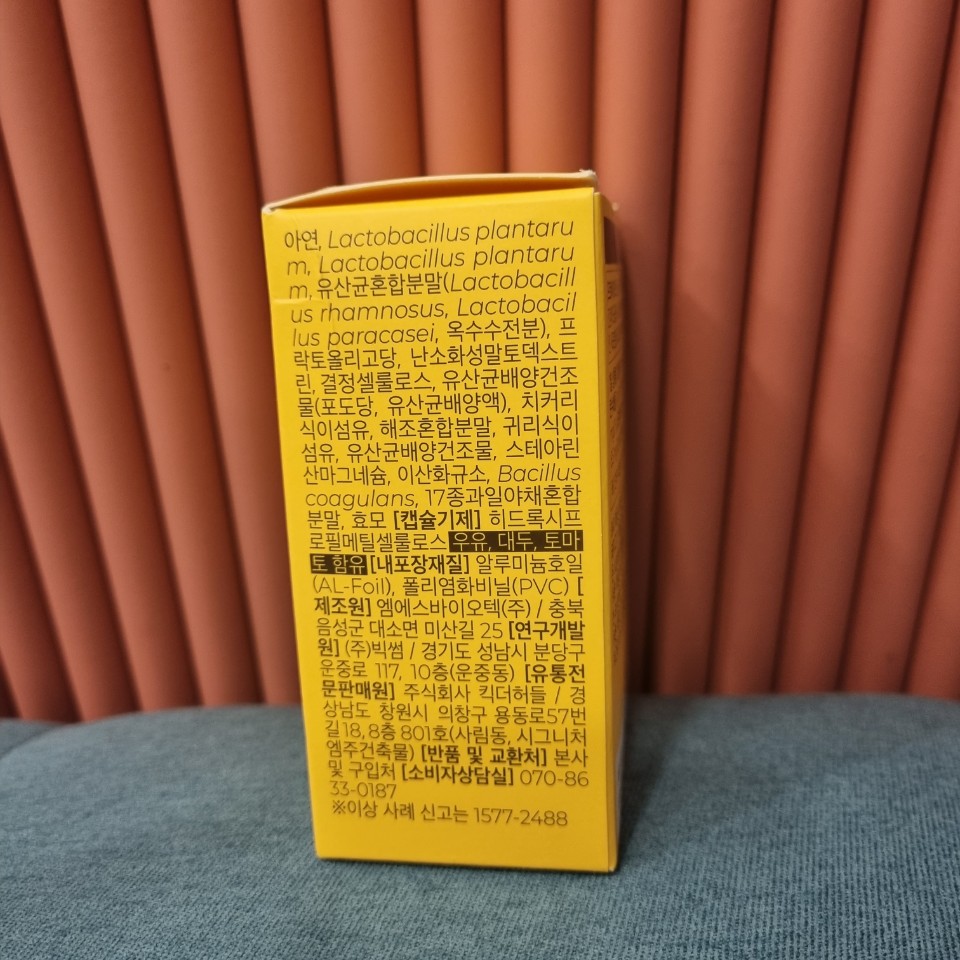 아연, Lactobacillus plantaru
m, Lactobacillus plantaru
m, 유산균혼합분말(Lactobacill
us rhamnosus, Lactobacil
lus paracasei, 옥수수전분), 프
락토올리고당, 난소화성말토덱스트
린, 결정셀룰로스, 유산균배양건조
물(포도당, 유산균배양액), 치커리
식이섬유, 해조혼합분말, 귀리식이
섬유, 유산균배양건조물, 스테아린
산마그네슘, 이산화규소, Bacillus
coagulans, 17종과일야채혼합
분말, 효모 [캡슐기제] 히드록시프
로필메틸셀룰로스 우유, 대두, 토마
토 함유 [내포장재질] 알루미늄호일
(AL-Foil), 폴리염화비닐(PVC) [
제조원] 엠에스바이오텍(주) / 충북
음성군 대소면 미산길 25 [연구개발
원] (주)빅썸 / 경기도 성남시 분당구
운중로 117, 10층(운중동) [유통전
문판매원] 주식회사 킥더허들 / 경
상남도 창원시 의창구 용동로57번
길 18, 8층 801호(사림동, 시그니처
엠주건축물) [반품 및 교환처] 본사
및 구입처 [소비자상담실] 070-86
33-0187
※이상 사례 신고는 1577-2488